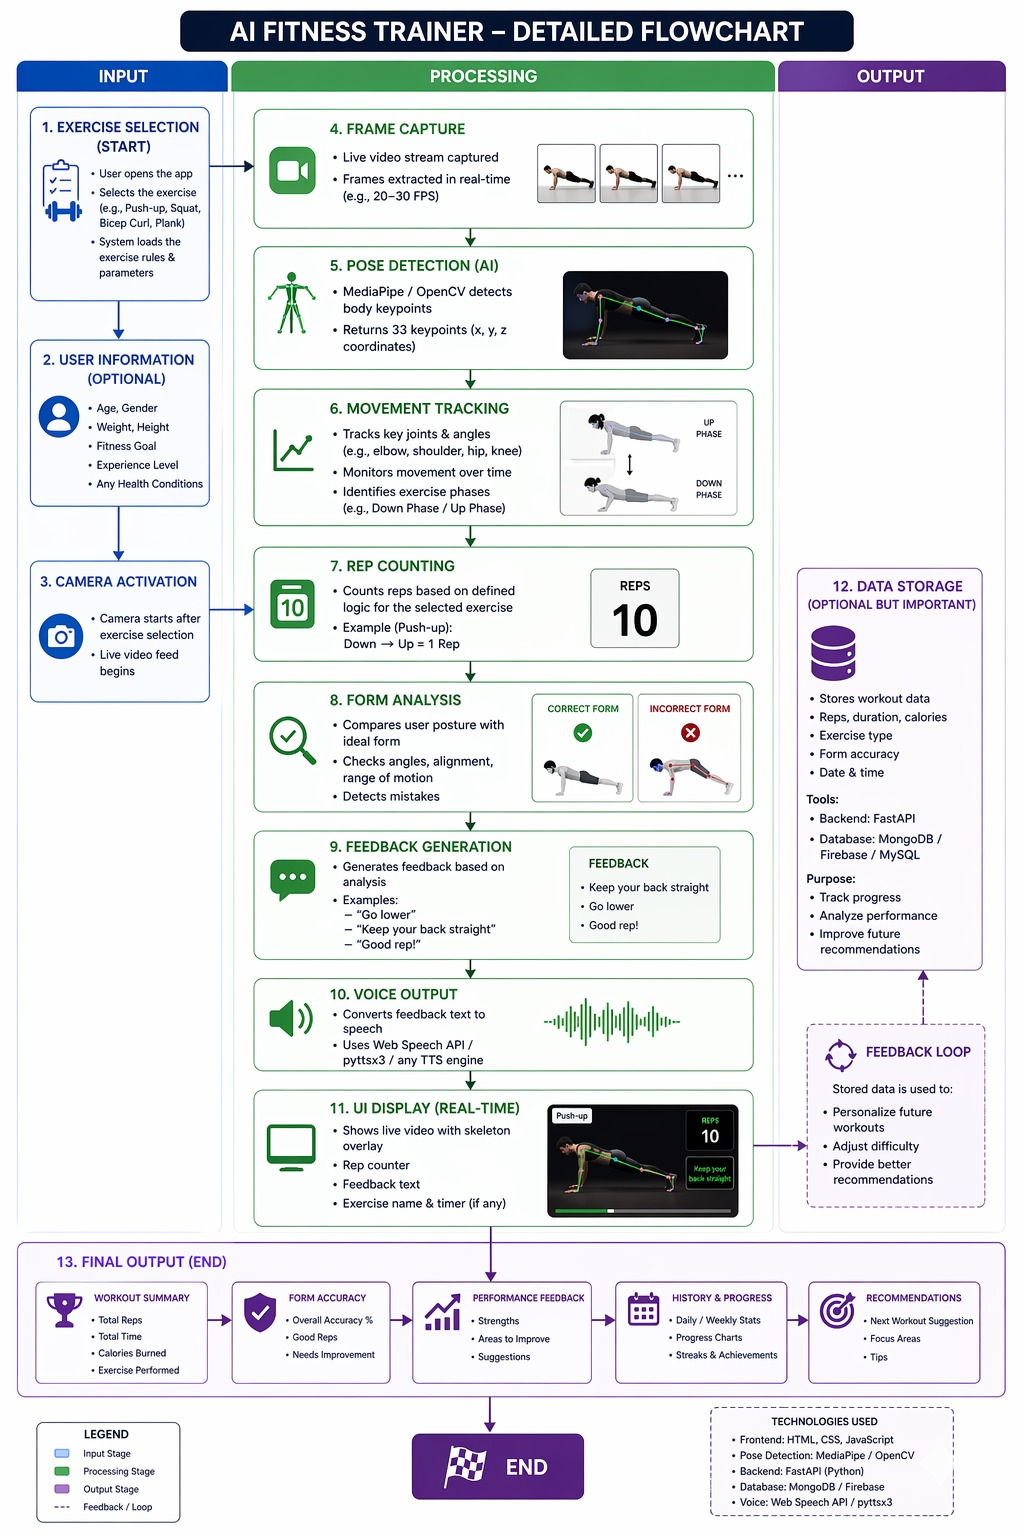 AI FITNESS TRAINER – DETAILED FLOWCHART
INPUT
PROCESSING
OUTPUT
1. EXERCISE SELECTION
(START)
• User opens the app
• Selects the exercise
(e.g., Push-up, Squat,
Bicep Curl, Plank)
• System loads the
exercise rules &
parameters
2. USER INFORMATION
(OPTIONAL)
• Age, Gender
• Weight, Height
• Fitness Goal
• Experience Level
• Any Health Conditions
3. CAMERA ACTIVATION
• Camera starts after
exercise selection
• Live video feed
begins
4. FRAME CAPTURE
• Live video stream captured
• Frames extracted in real-time
(e.g., 20–30 FPS)
...
5. POSE DETECTION (AI)
• MediaPipe / OpenCV detects
body keypoints
• Returns 33 keypoints (x, y, z
coordinates)
6. MOVEMENT TRACKING
• Tracks key joints & angles
(e.g., elbow, shoulder, hip, knee)
• Monitors movement over time
• Identifies exercise phases
(e.g., Down Phase / Up Phase)
UP
PHASE
DOWN
PHASE
7. REP COUNTING
10
• Counts reps based on defined
logic for the selected exercise
• Example (Push-up):
Down → Up = 1 Rep
REPS
10
8. FORM ANALYSIS
• Compares user posture with
ideal form
• Checks angles, alignment,
range of motion
• Detects mistakes
CORRECT FORM
INCORRECT FORM
9. FEEDBACK GENERATION
• Generates feedback based on
analysis
• Examples:
– “Go lower”
– “Keep your back straight”
– “Good rep!”
FEEDBACK
• Keep your back straight
• Go lower
• Good rep!
10. VOICE OUTPUT
• Converts feedback text to
speech
• Uses Web Speech API /
pyttsx3 / any TTS engine
11. UI DISPLAY (REAL-TIME)
• Shows live video with skeleton
overlay
• Rep counter
• Feedback text
• Exercise name & timer (if any)
Push-up
REPS
10
Keep your
back straight
12. DATA STORAGE
(OPTIONAL BUT IMPORTANT)
• Stores workout data
• Reps, duration, calories
• Exercise type
• Form accuracy
• Date & time
Tools:
• Backend: FastAPI
• Database: MongoDB /
Firebase / MySQL
Purpose:
• Track progress
• Analyze performance
• Improve future
recommendations
FEEDBACK LOOP
Stored data is used to:
• Personalize future
workouts
• Adjust difficulty
• Provide better
recommendations
13. FINAL OUTPUT (END)
WORKOUT SUMMARY
• Total Reps
• Total Time
• Calories Burned
• Exercise Performed
FORM ACCURACY
• Overall Accuracy %
• Good Reps
• Needs Improvement
PERFORMANCE FEEDBACK
• Strengths
• Areas to Improve
• Suggestions
HISTORY & PROGRESS
• Daily / Weekly Stats
• Progress Charts
• Streaks & Achievements
RECOMMENDATIONS
• Next Workout Suggestion
• Focus Areas
• Tips
LEGEND
Input Stage
Processing Stage
Output Stage
Feedback / Loop
END
TECHNOLOGIES USED
• Frontend: HTML, CSS, JavaScript
• Pose Detection: MediaPipe / OpenCV
• Backend: FastAPI (Python)
• Database: MongoDB / Firebase
• Voice: Web Speech API / pyttsx3